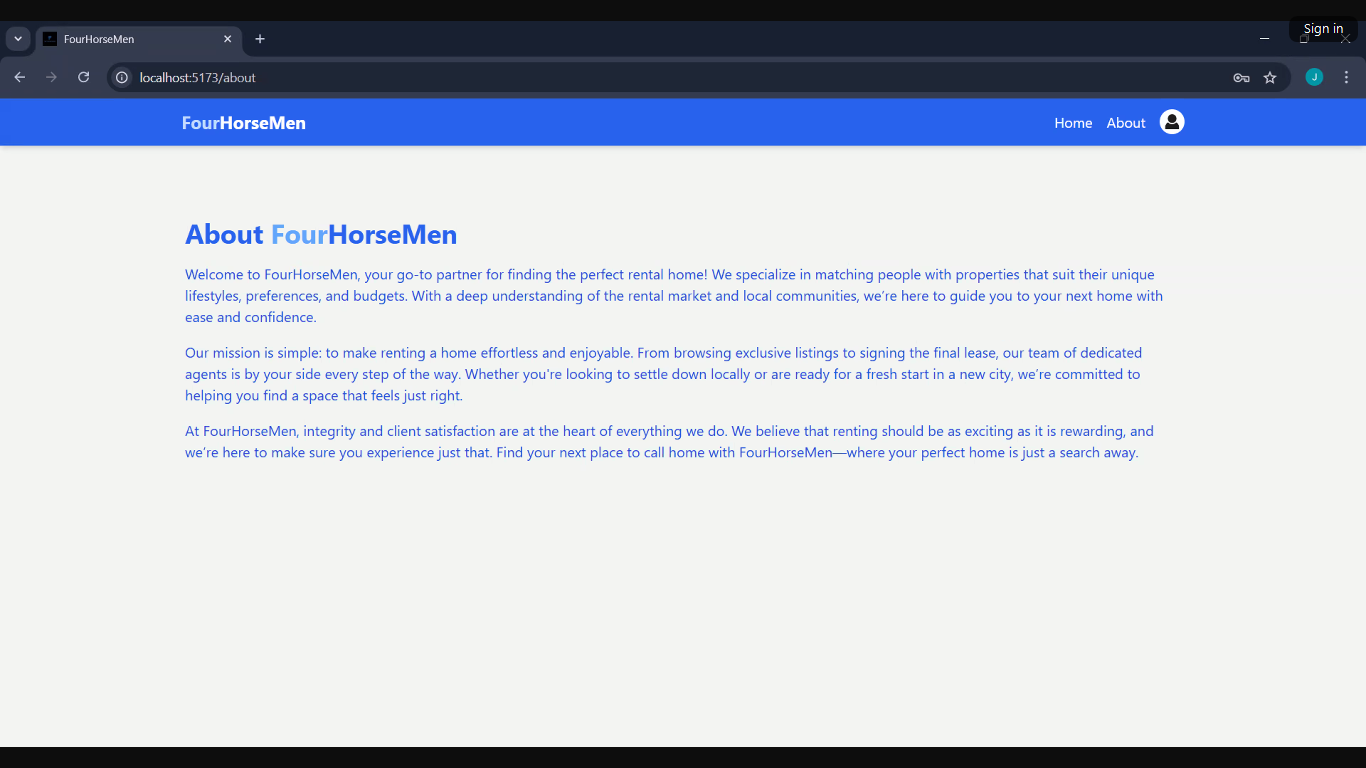 Sign in
FourHorseMen
localhost:5173/about
J
FourHorseMen
Home About
About FourHorseMen
Welcome to FourHorseMen, your go-to partner for finding the perfect rental home! We specialize in matching people with properties that suit their unique
lifestyles, preferences, and budgets. With a deep understanding of the rental market and local communities, we're here to guide you to your next home with
ease and confidence.
Our mission is simple: to make renting a home effortless and enjoyable. From browsing exclusive listings to signing the final lease, our team of dedicated
agents is by your side every step of the way. Whether you're looking to settle down locally or are ready for a fresh start in a new city, we're committed to
helping you find a space that feels just right.
At FourHorseMen, integrity and client satisfaction are at the heart of everything we do. We believe that renting should be as exciting as it is rewarding, and
we're here to make sure you experience just that. Find your next place to call home with FourHorseMen—where your perfect home is just a search away.